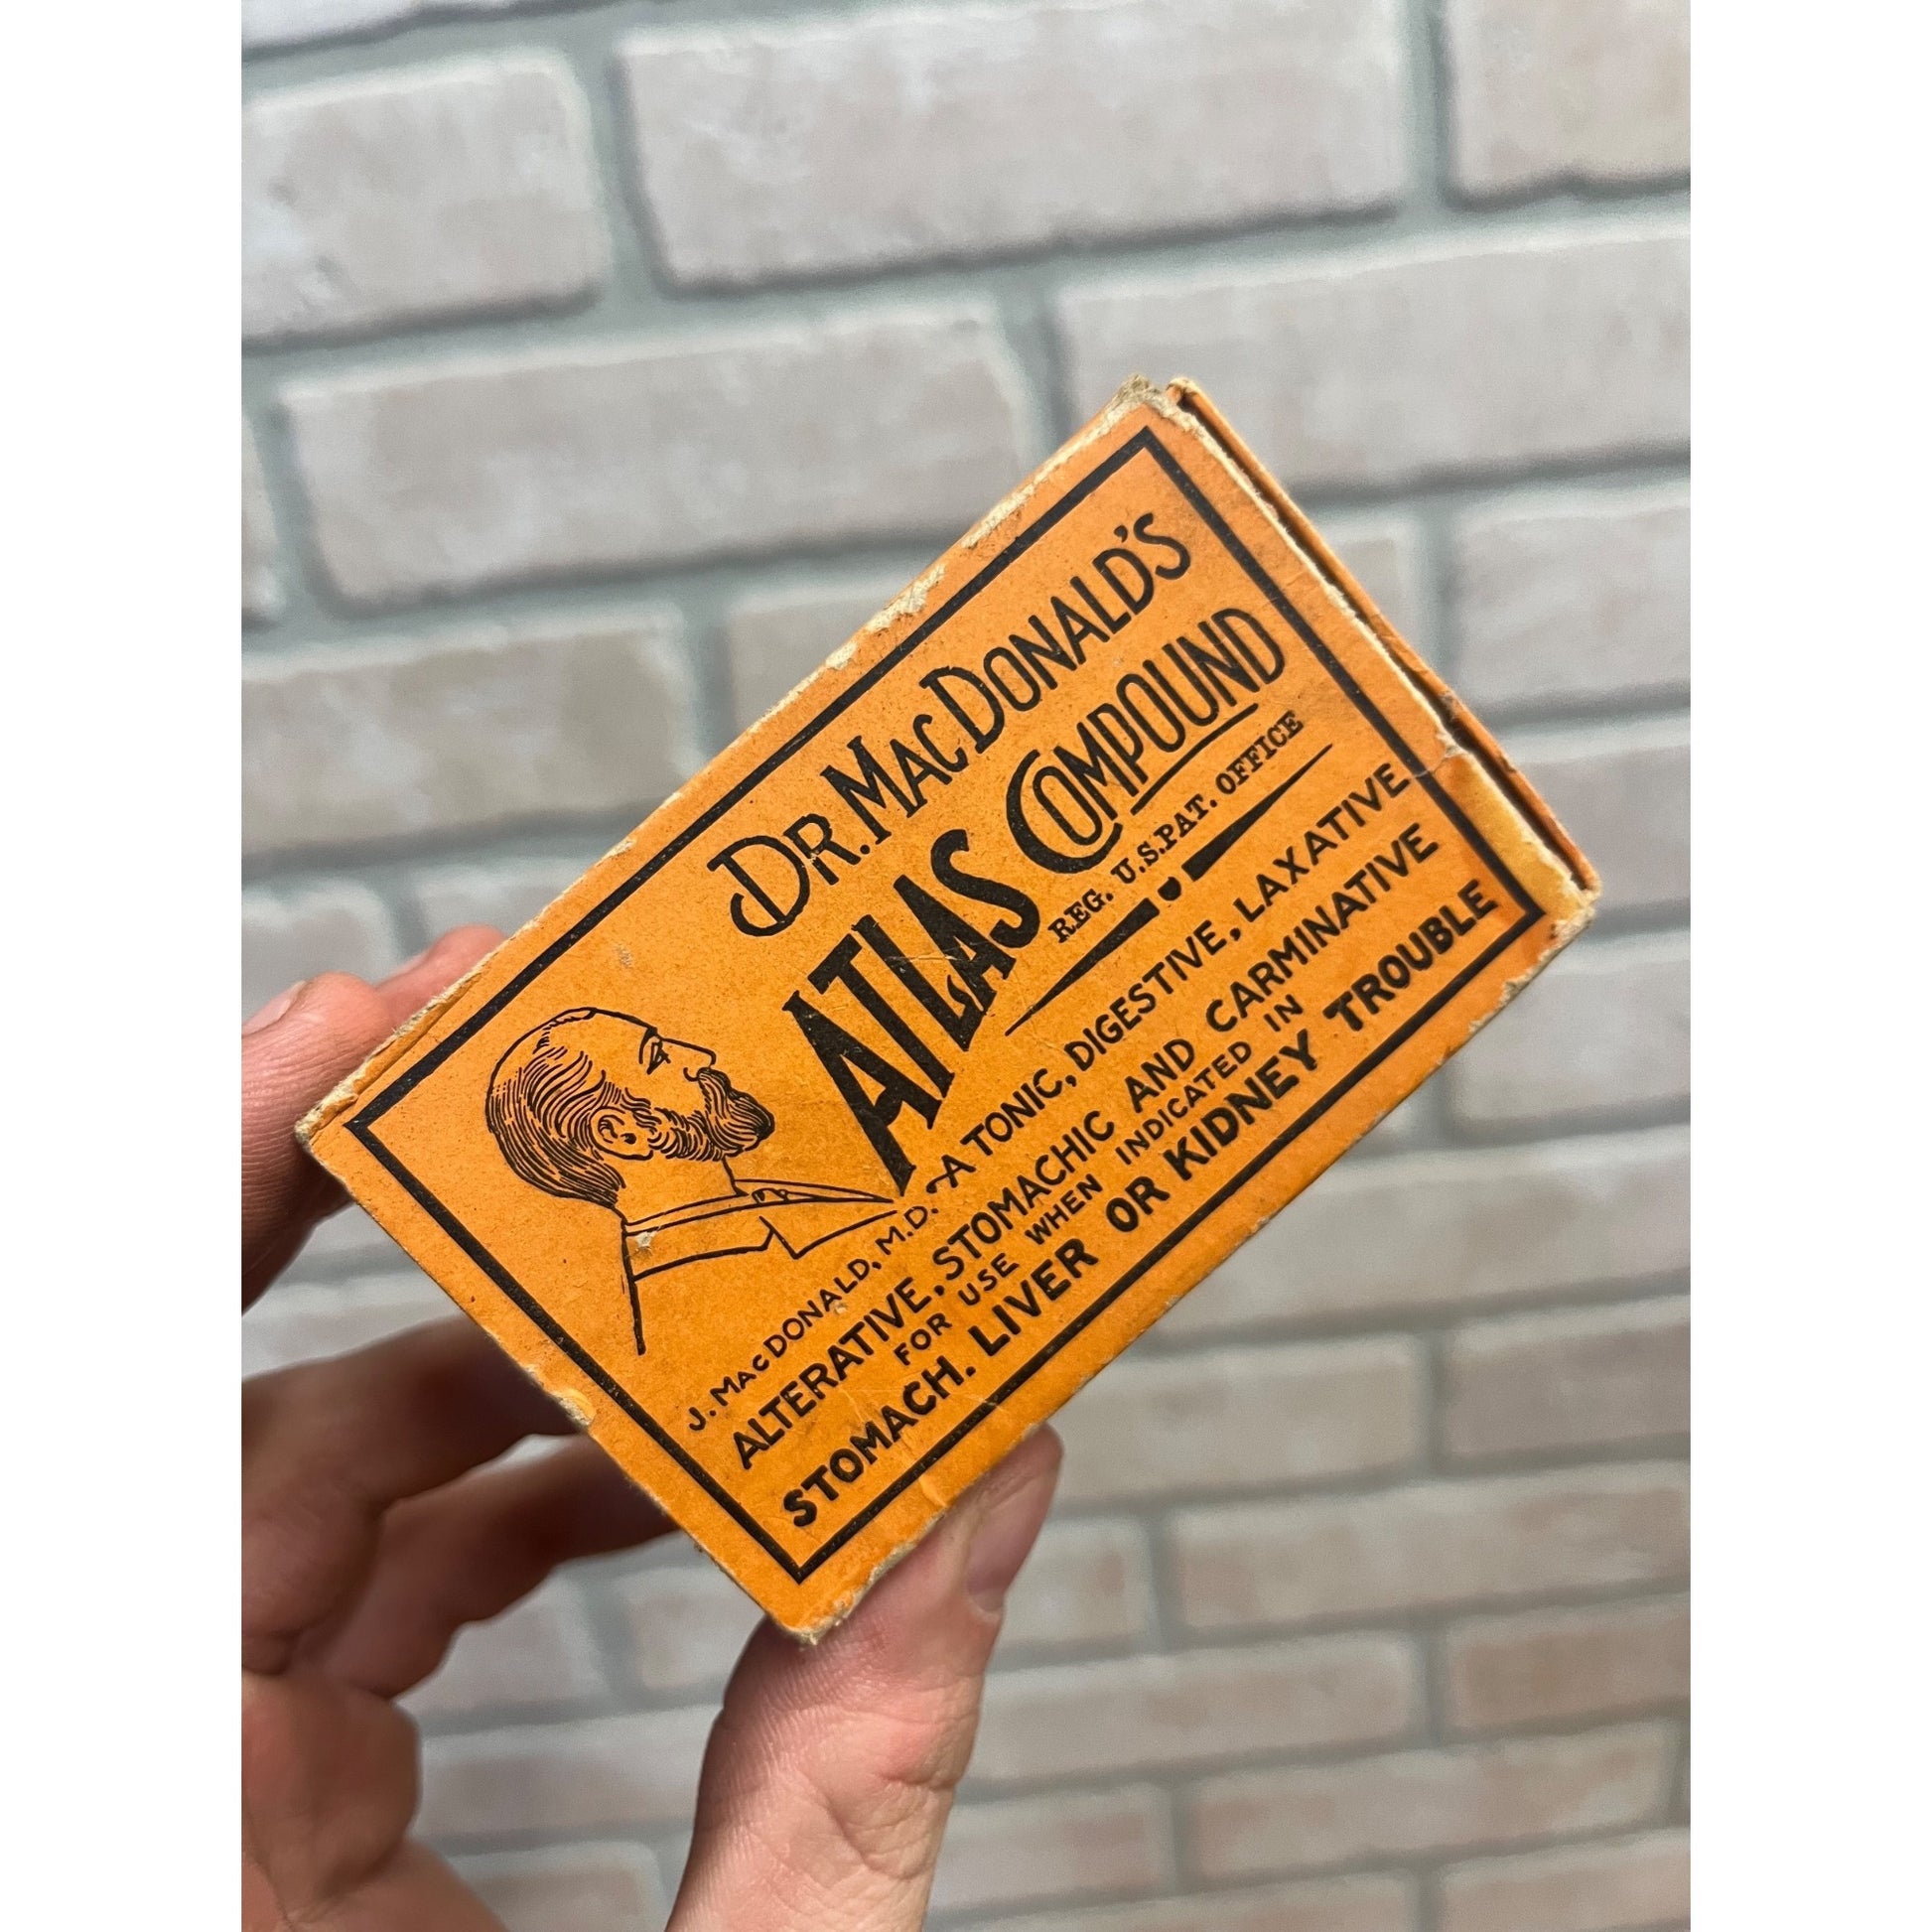 DR. MACDONALD'S
ATLAS COMPOUND
REG. U.S. PAT. OFFICE
J. MACDONALD, M.D. A TONIC, DIGESTIVE, LAXATIVE
ALTERATIVE, STOMACHIC AND CARMINATIVE
FOR USE WHEN INDICATED IN
STOMACH. LIVER OR KIDNEY TROUBLE